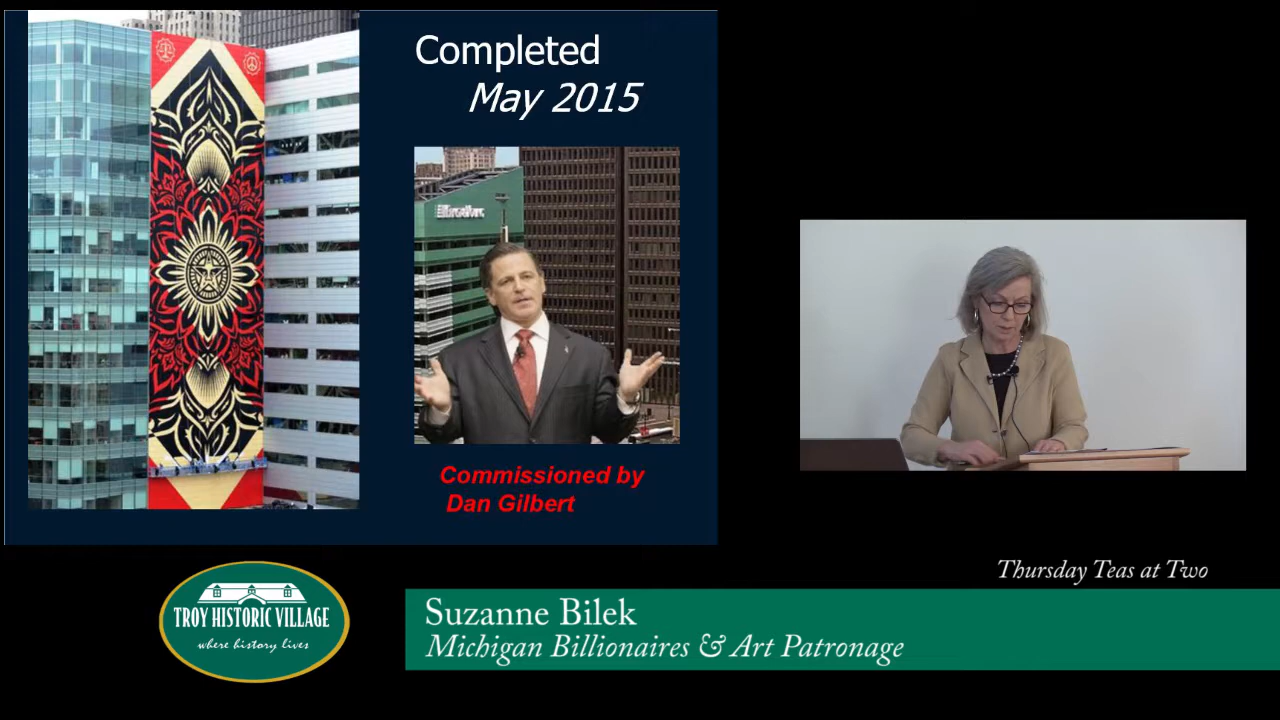 Completed
May 2015
Commissioned by
Dan Gilbert
Thursday Teas at Two
TROY HISTORIC VILLAGE
where history lives
Suzanne Bilek
Michigan Billionaires & Art Patronage